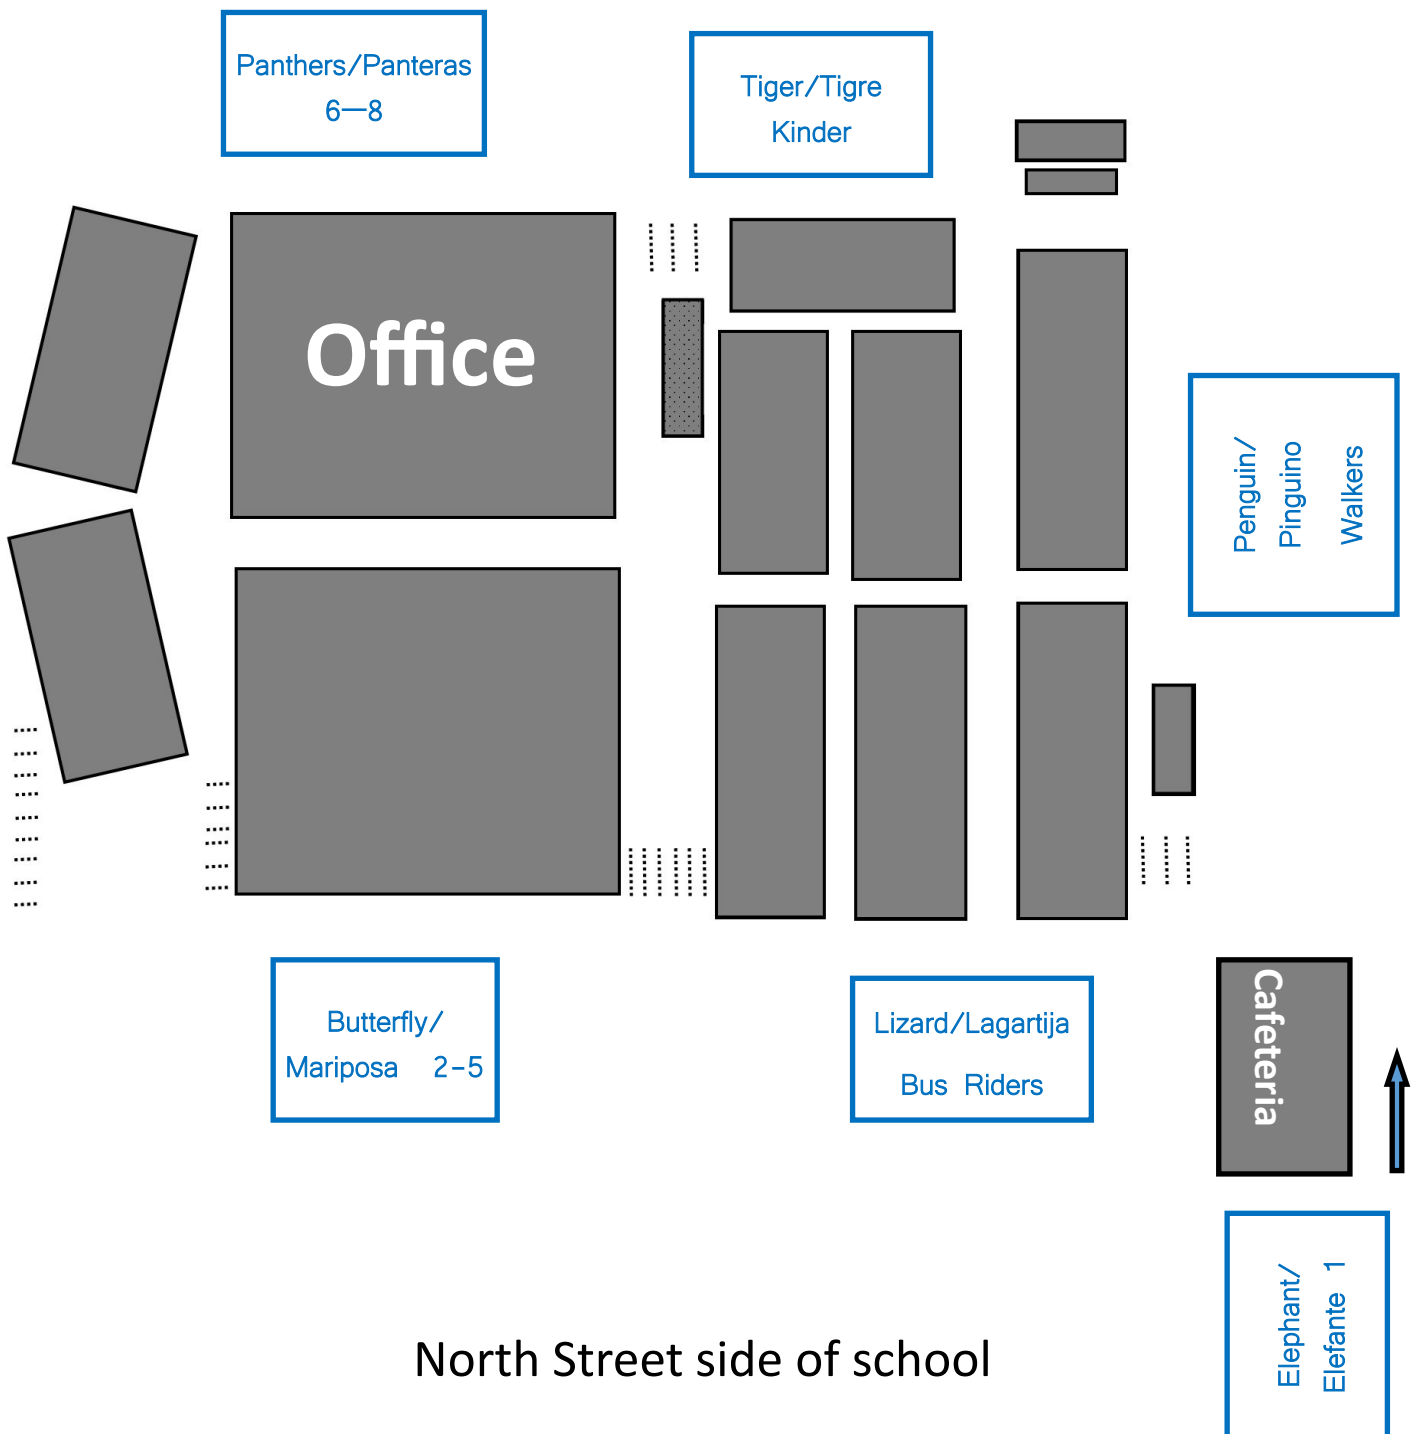 Panthers/Panteras
6—8
Tiger/Tigre
Kinder
Office
Penguin/
Pinguino
Walkers
Butterfly/
Mariposa 2-5
Lizard/Lagartija
Bus Riders
Cafeteria
Elephant/
Elefante 1
North Street side of school